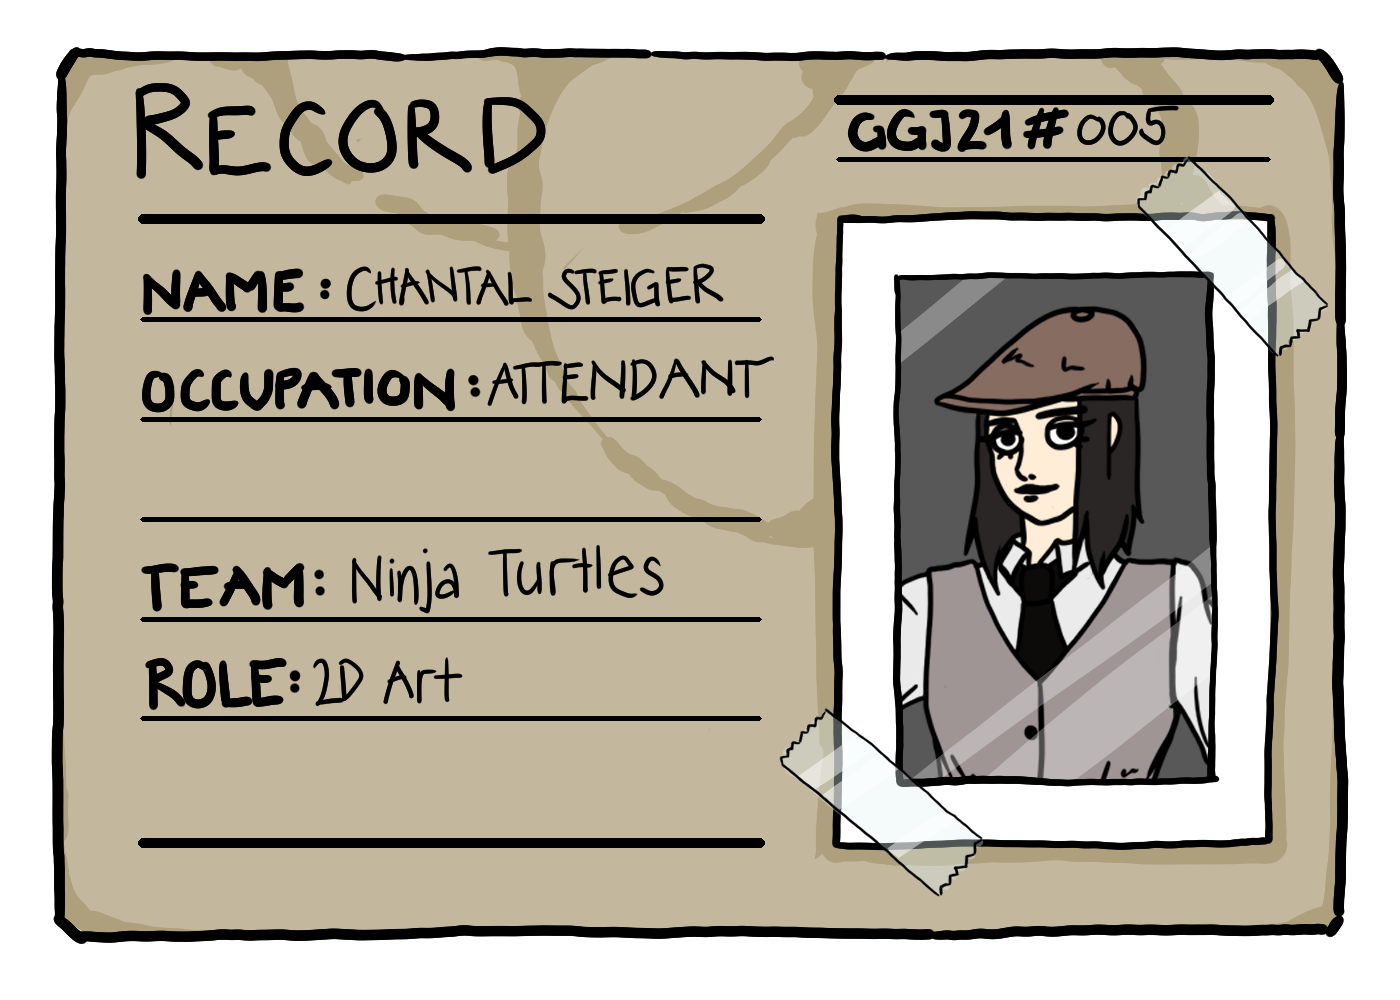 RECORD
GGJ21#005
NAME: CHANTAL STEIGER
OCCUPATION: ATTENDANT
TEAM: Ninja Turtles
ROLE: 2D Art